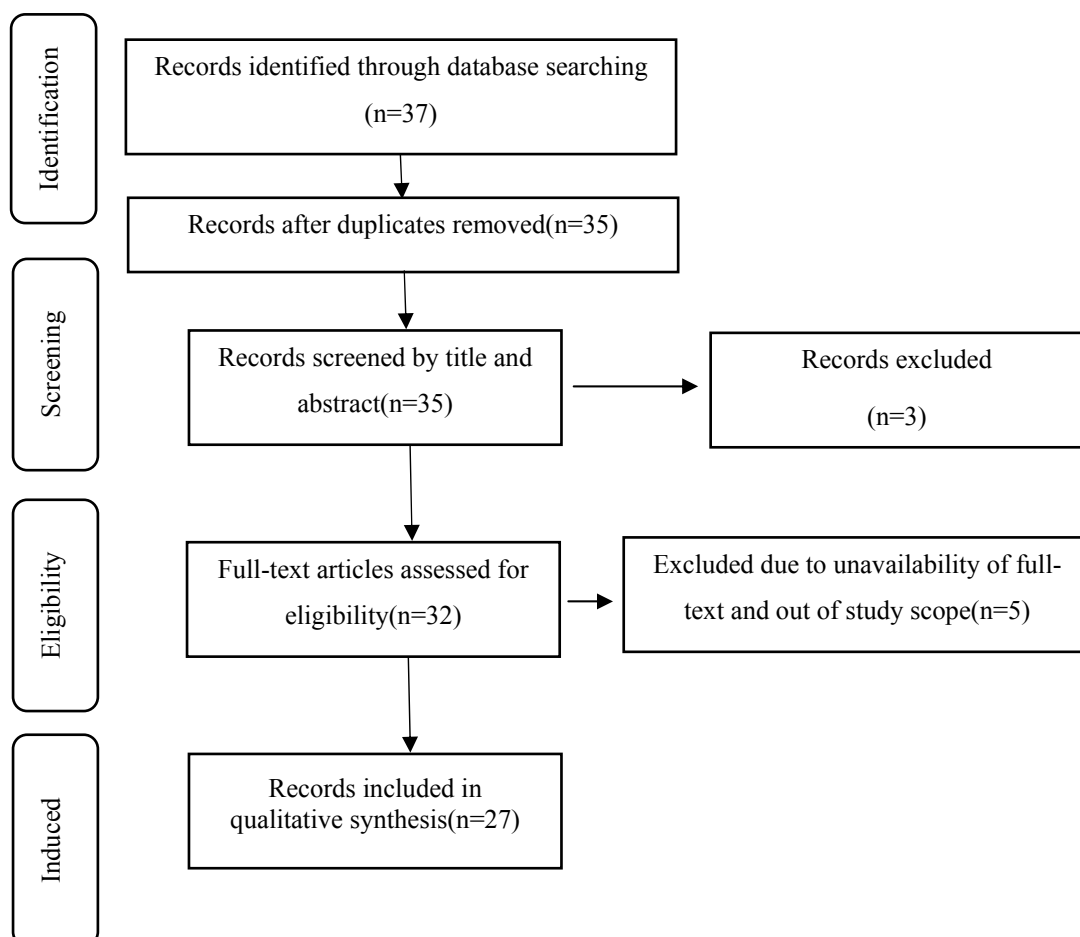 Identification
Records identified through database searching
(n=37)
Records after duplicates removed(n=35)
Screening
Records screened by title and
abstract(n=35)
Records excluded
(n=3)
Eligibility
Full-text articles assessed for
eligibility(n=32)
Excluded due to unavailability of full-
text and out of study scope(n=5)
Induced
Records included in
qualitative synthesis(n=27)